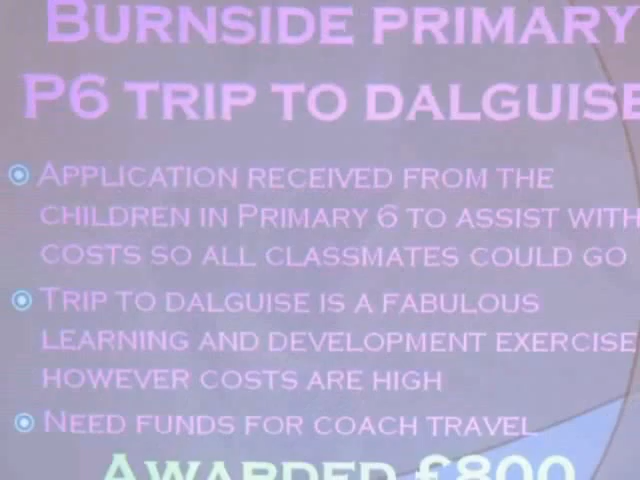 BURNSIDE PRIMARY
P6 TRIP TO DALGUISE
APPLICATION RECEIVED FROM THE
CHILDREN IN PRIMARY 6 TO ASSIST WITH
COSTS SO ALL CLASSMATES COULD GO
TRIP TO DALGUISE IS A FABULOUS
LEARNING AND DEVELOPMENT EXERCISE
HOWEVER COSTS ARE HIGH
NEED FUNDS FOR COACH TRAVEL
AWARDED £800